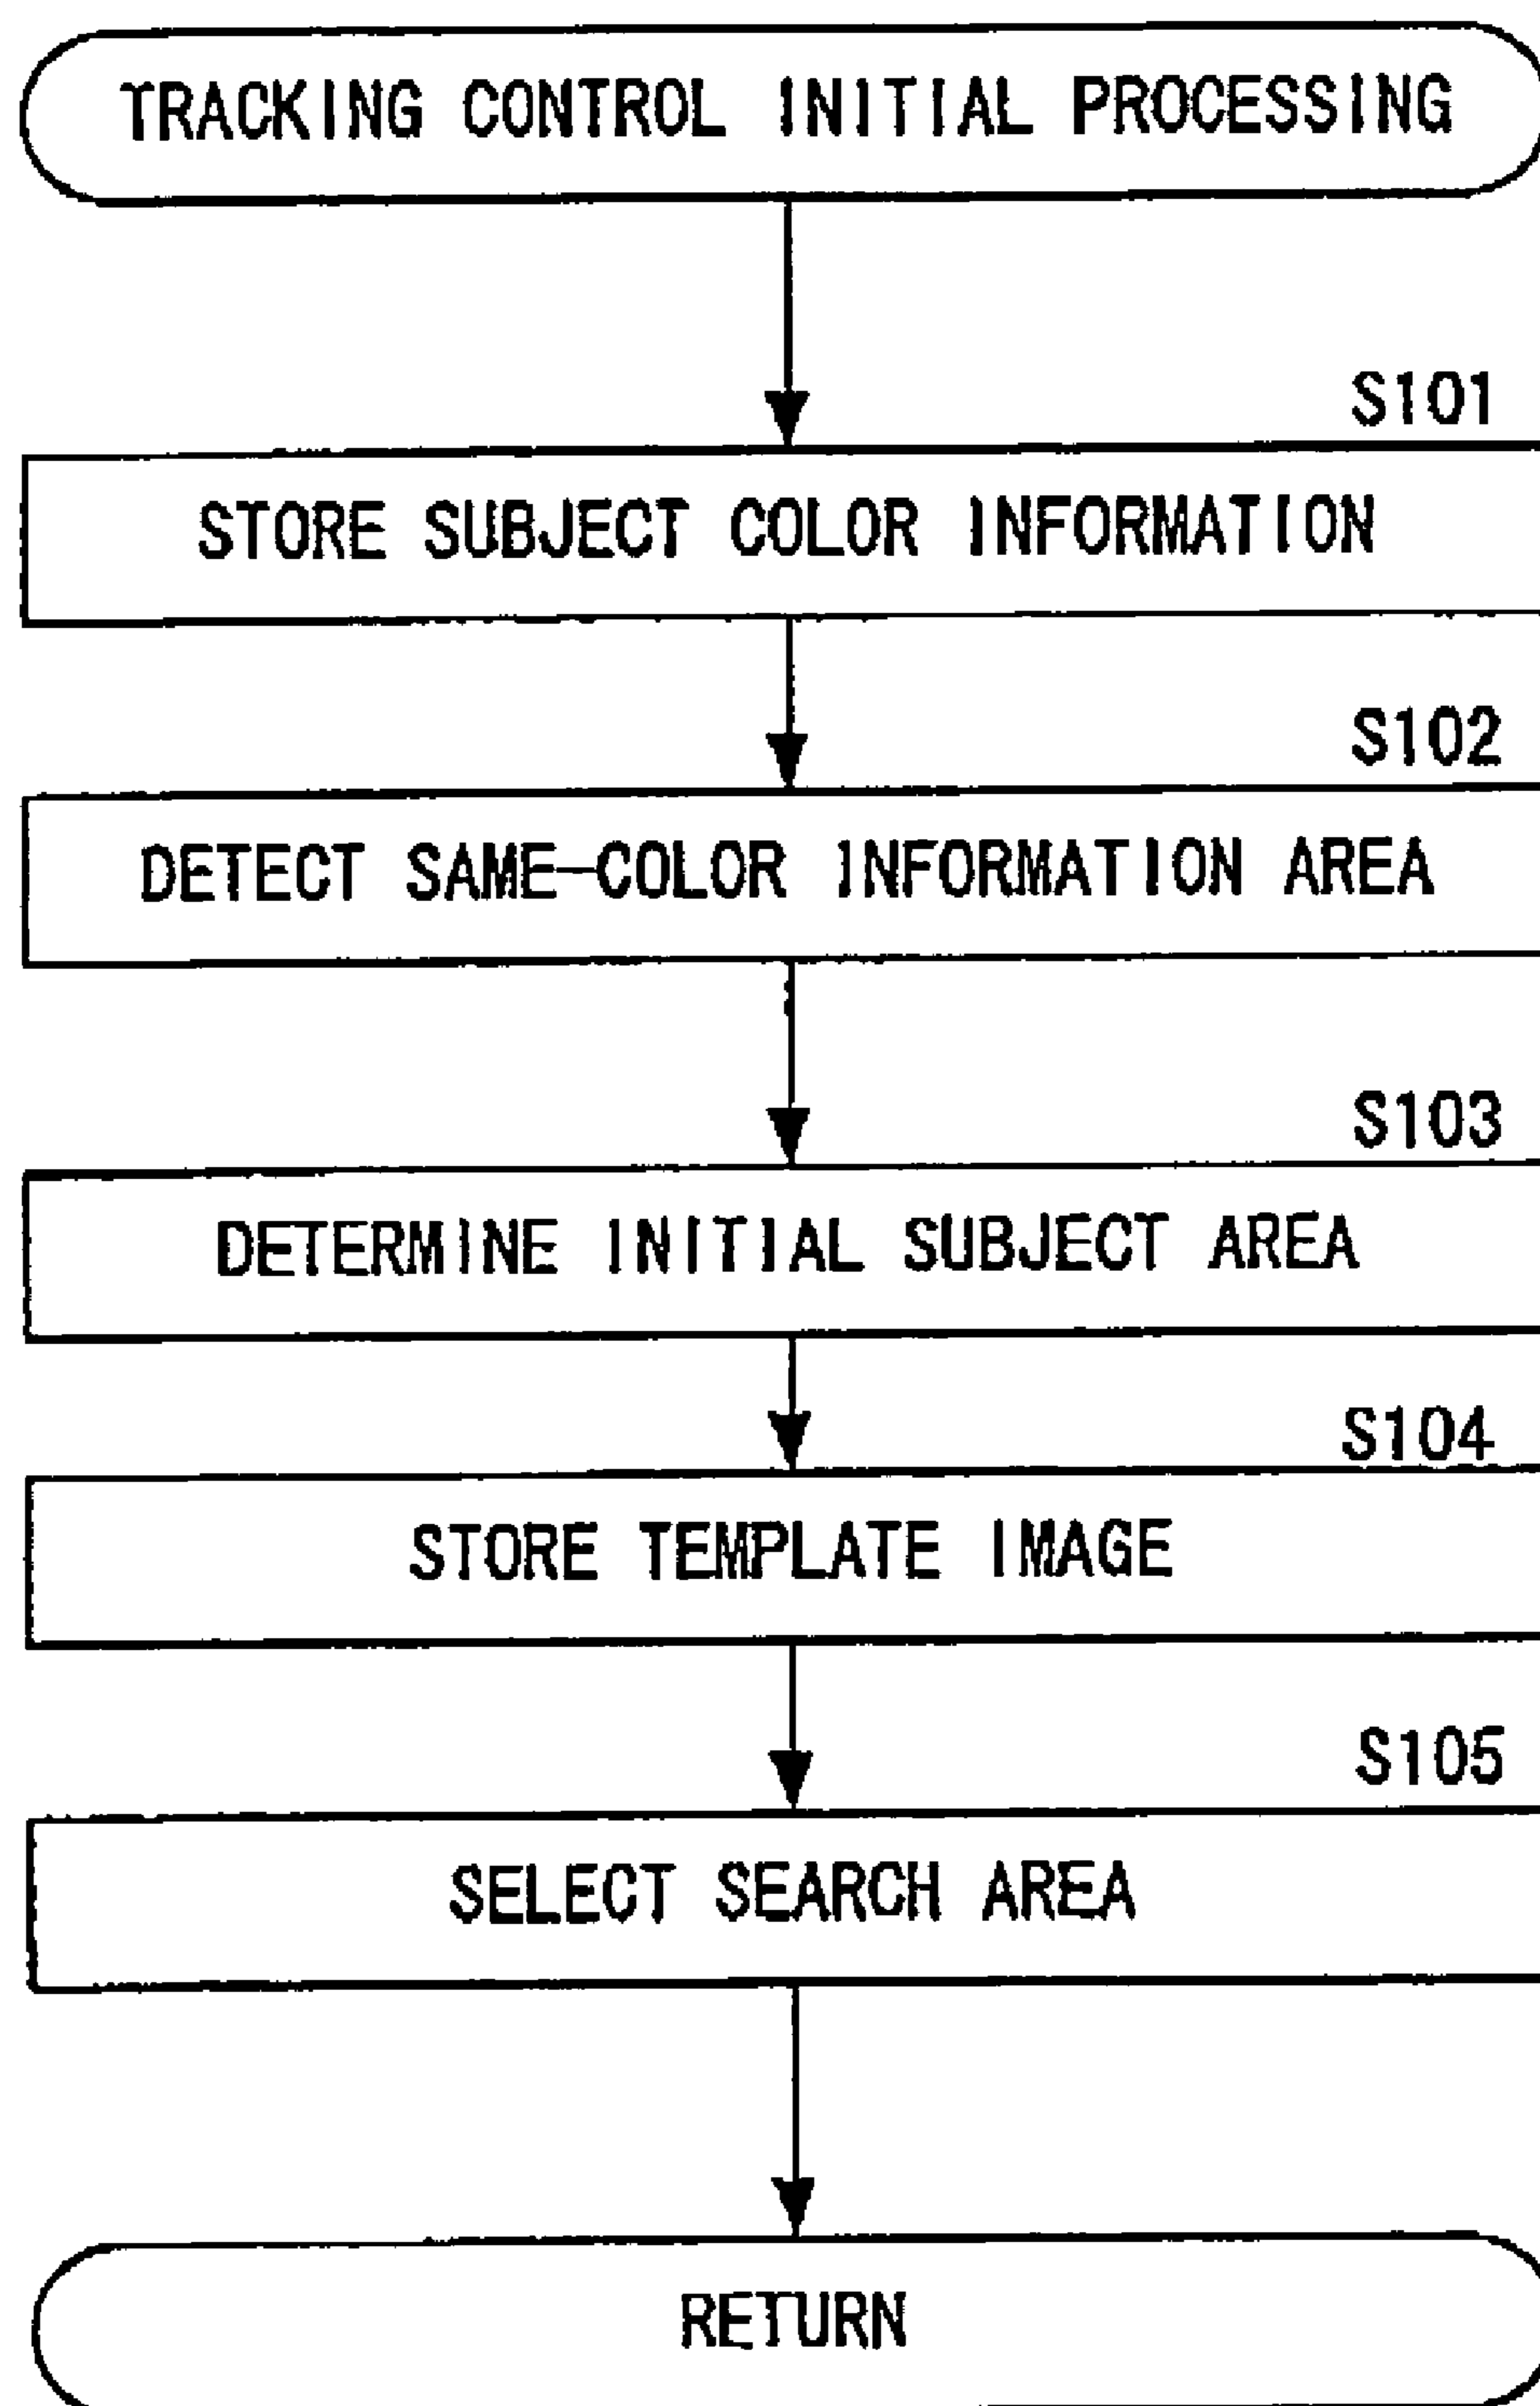 TRACKING CONTROL INITIAL PROCESSING
S101
STORE SUBJECT COLOR INFORMATION
S102
DETECT SAME-COLOR INFORMATION AREA
S103
DETERMINE INITIAL SUBJECT AREA
S104
STORE TEMPLATE IMAGE
S105
SELECT SEARCH AREA
RETURN